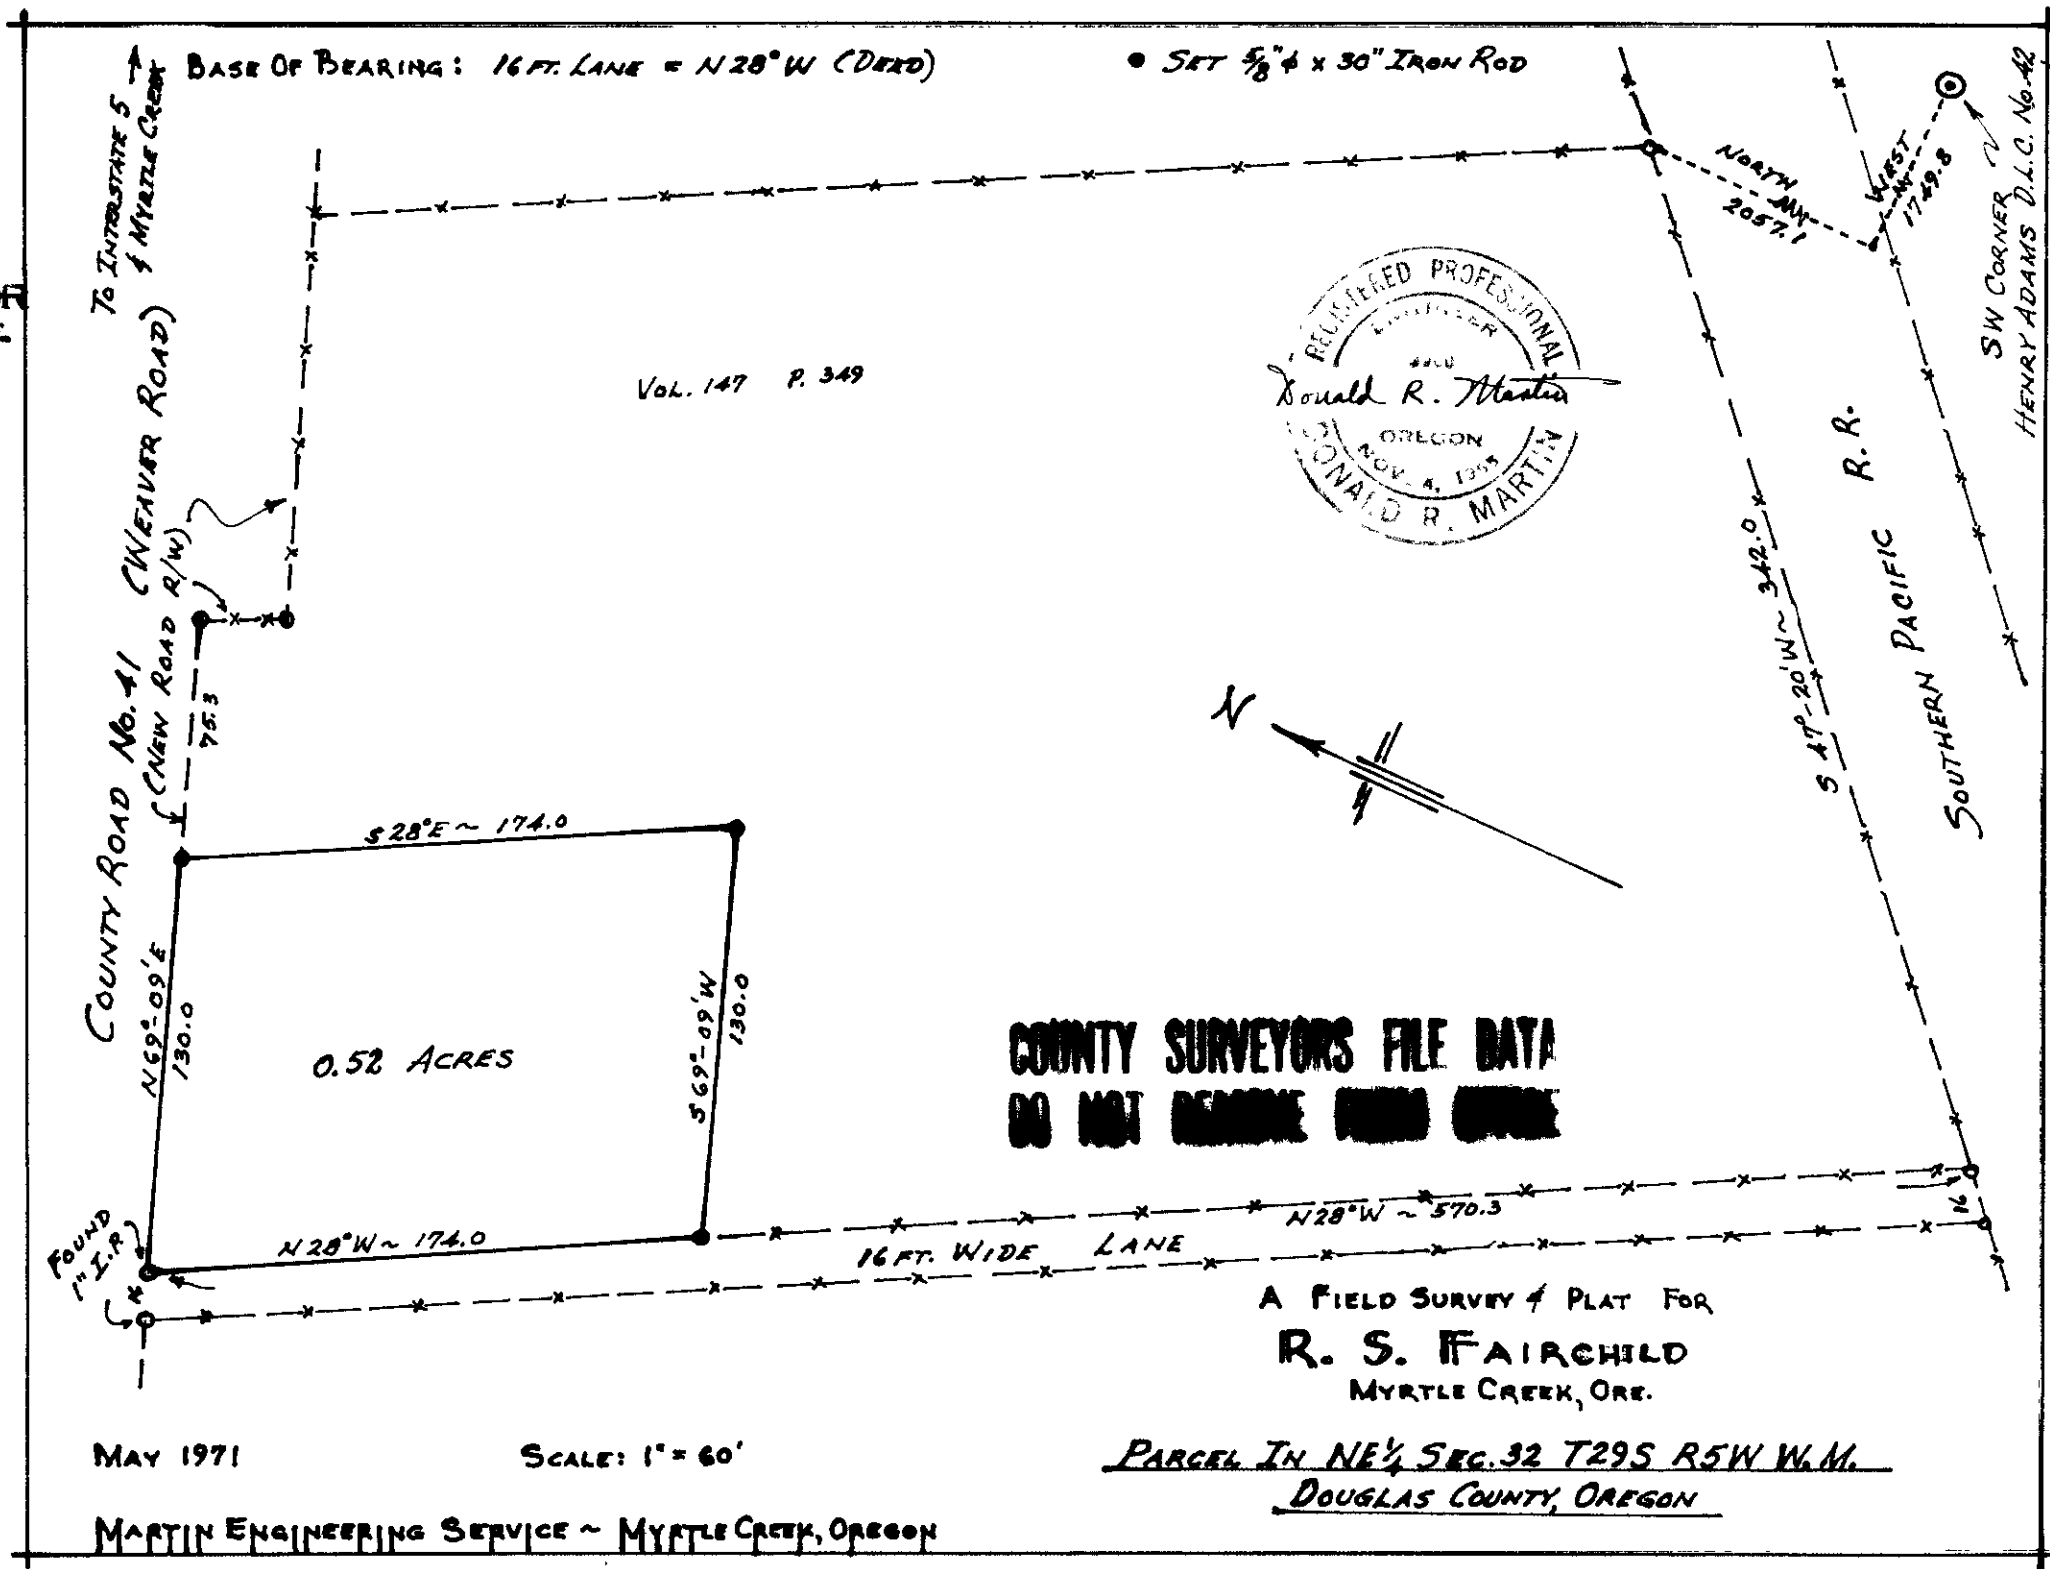 BASE OF BEARING: 16 FT. LANE = N 28° W (DEED)
● SET 5/8"ϕ x 30" IRON ROD
TO INTERSTATE 5
& MYRTLE CREEK
COUNTY ROAD No. 41 (WEAVER ROAD)
(NEW ROAD R/W)
NORTH
2057.1
WEST
1749.8
SW CORNER
HENRY ADAMS D.L.C. No. 42
VOL. 147 P. 349
REGISTERED PROFESSIONAL
ENGINEER
Donald R. Martin
OREGON
NOV. 4, 1955
DONALD R. MARTIN
SOUTHERN PACIFIC R.R.
S 47°-20'W ~ 342.0
75.3
N
S 28°E ~ 174.0
N 69°-09'E
130.0
S 69°-09'W
130.0
0.52 ACRES
COUNTY SURVEYORS FILE DATA
DO NOT REMOVE FROM OFFICE
N 28°W ~ 174.0
N 28°W ~ 570.3
16
FOUND
1" I.R
16
16 FT. WIDE LANE
A FIELD SURVEY & PLAT FOR
R. S. FAIRCHILD
MYRTLE CREEK, ORE.
MAY 1971
SCALE: 1" = 60'
PARCEL IN NE¼ SEC. 32 T29S R5W W.M.
DOUGLAS COUNTY, OREGON
MARTIN ENGINEERING SERVICE ~ MYRTLE CREEK, OREGON